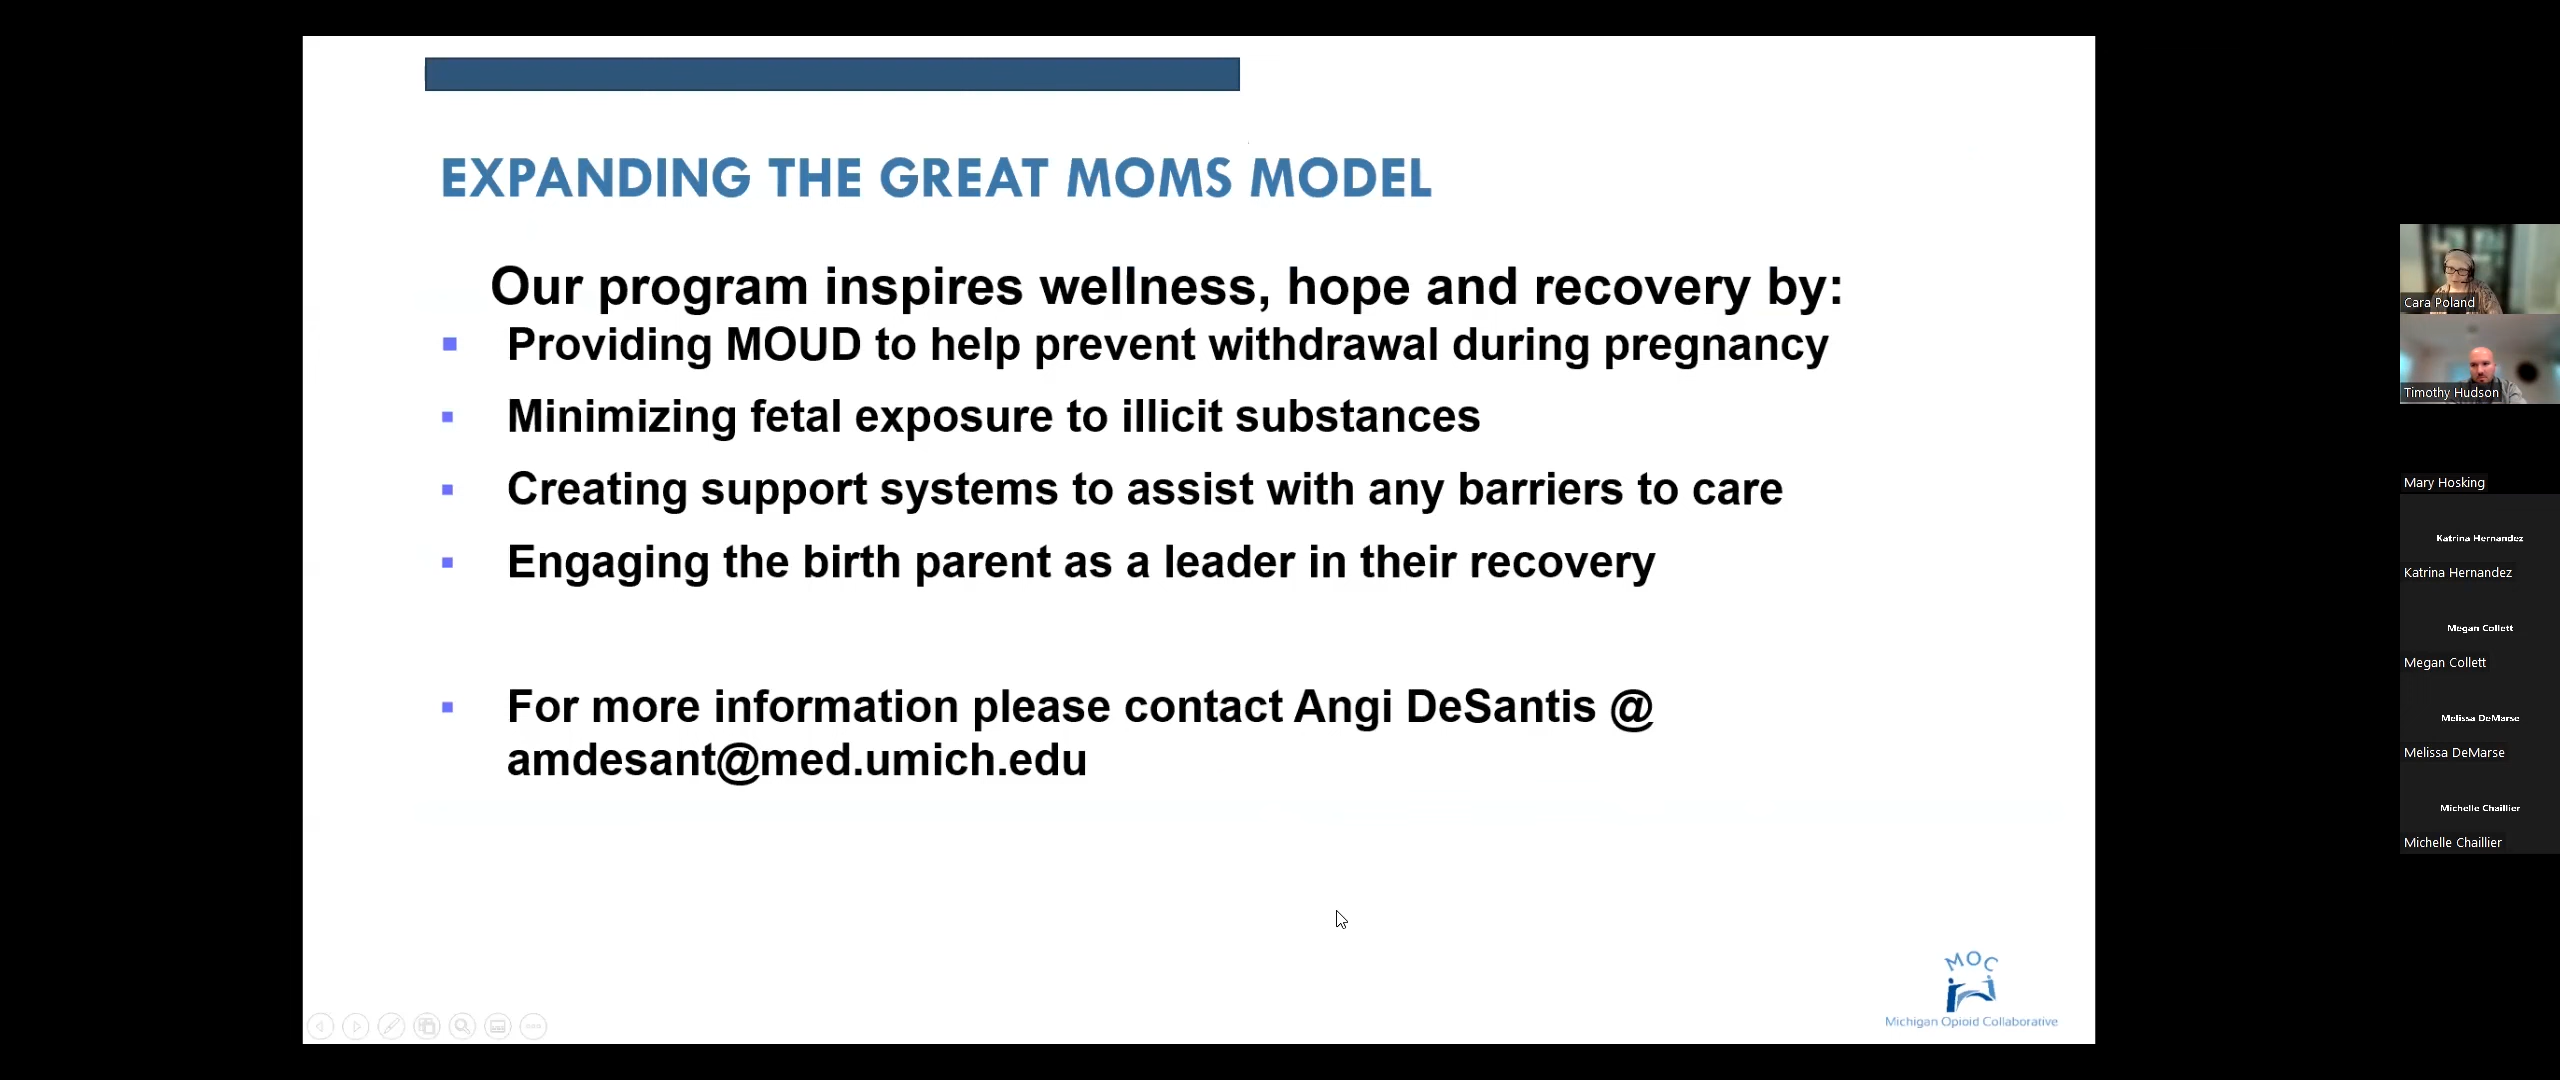 EXPANDING THE GREAT MOMS MODEL
Our program inspires wellness, hope and recovery by:
Providing MOUD to help prevent withdrawal during pregnancy
Minimizing fetal exposure to illicit substances
Creating support systems to assist with any barriers to care
Engaging the birth parent as a leader in their recovery
For more information please contact Angi DeSantis @
amdesant@med.umich.edu
MOC
Michigan Opioid Collaborative
Cara Poland
Timothy Hudson
Mary Hosking
Katrina Hernandez
Katrina Hernandez
Megan Collett
Megan Collett
Melissa DeMarse
Melissa DeMarse
Michelle Chaillier
Michelle Chaillier